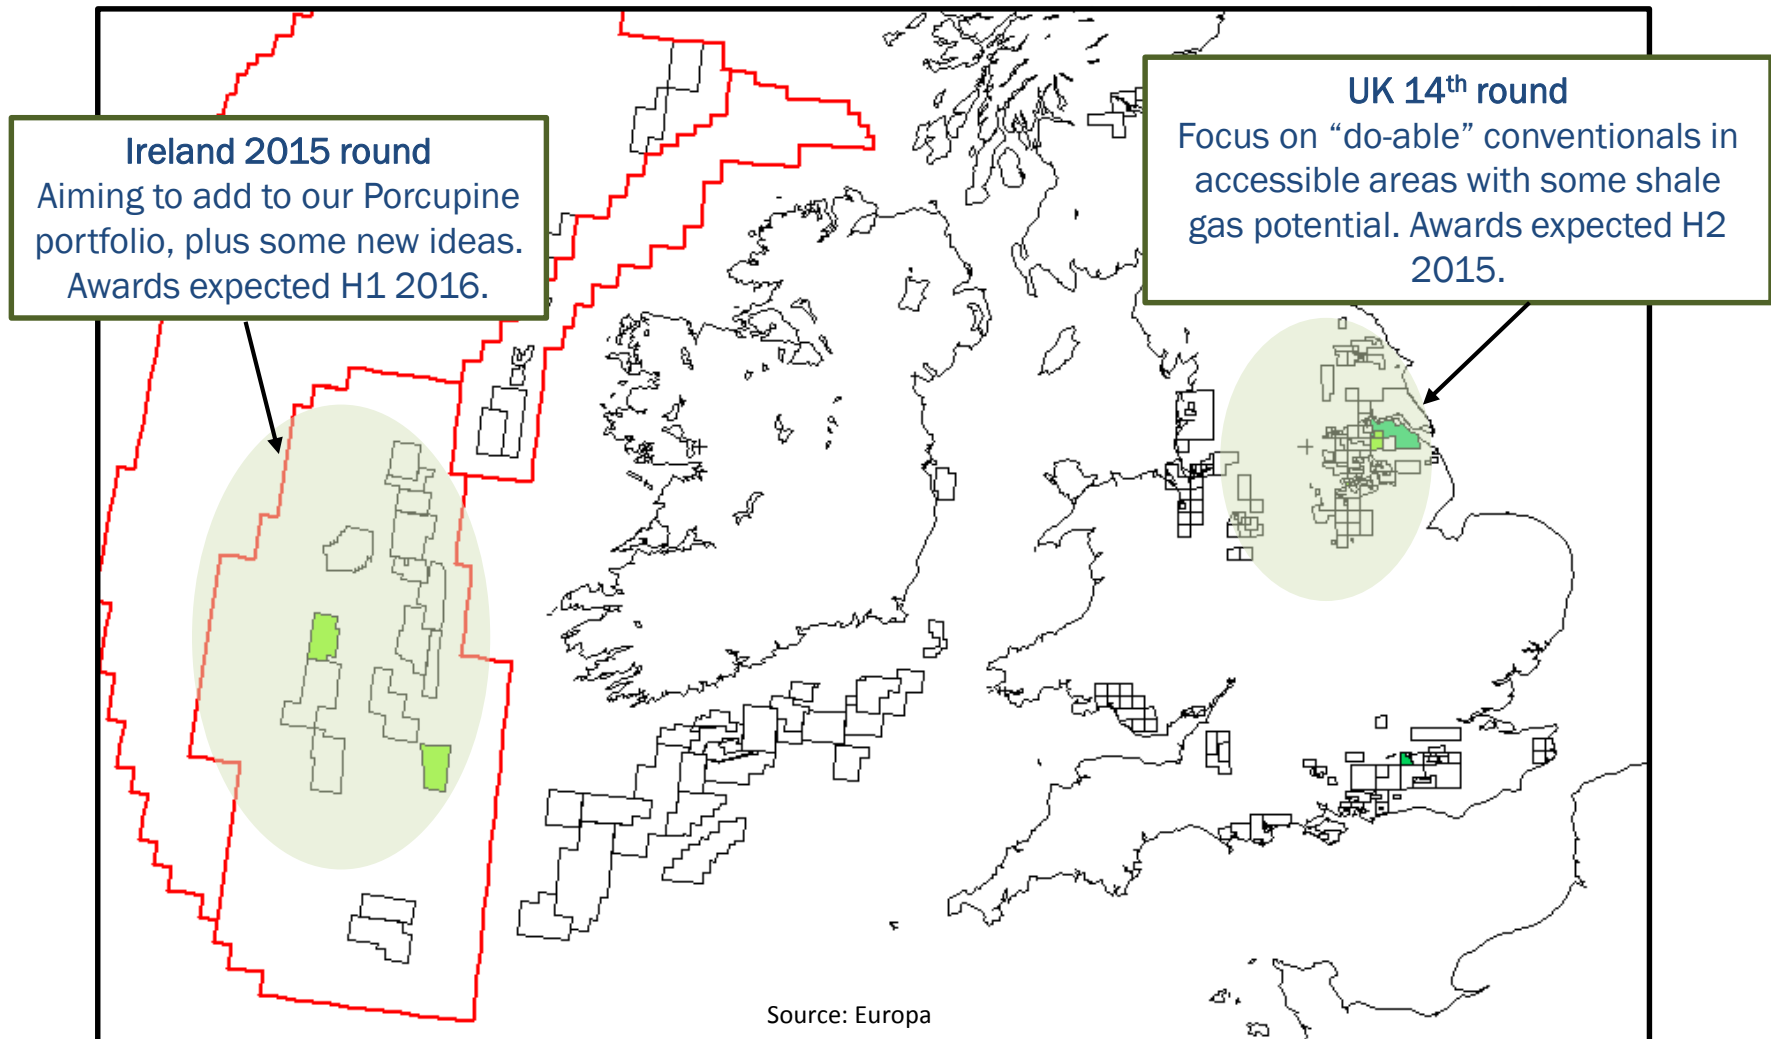 Ireland 2015 round
Aiming to add to our Porcupine
portfolio, plus some new ideas.
Awards expected H1 2016.
UK 14th round
Focus on “do-able” conventionals in
accessible areas with some shale
gas potential. Awards expected H2
2015.
Source: Europa